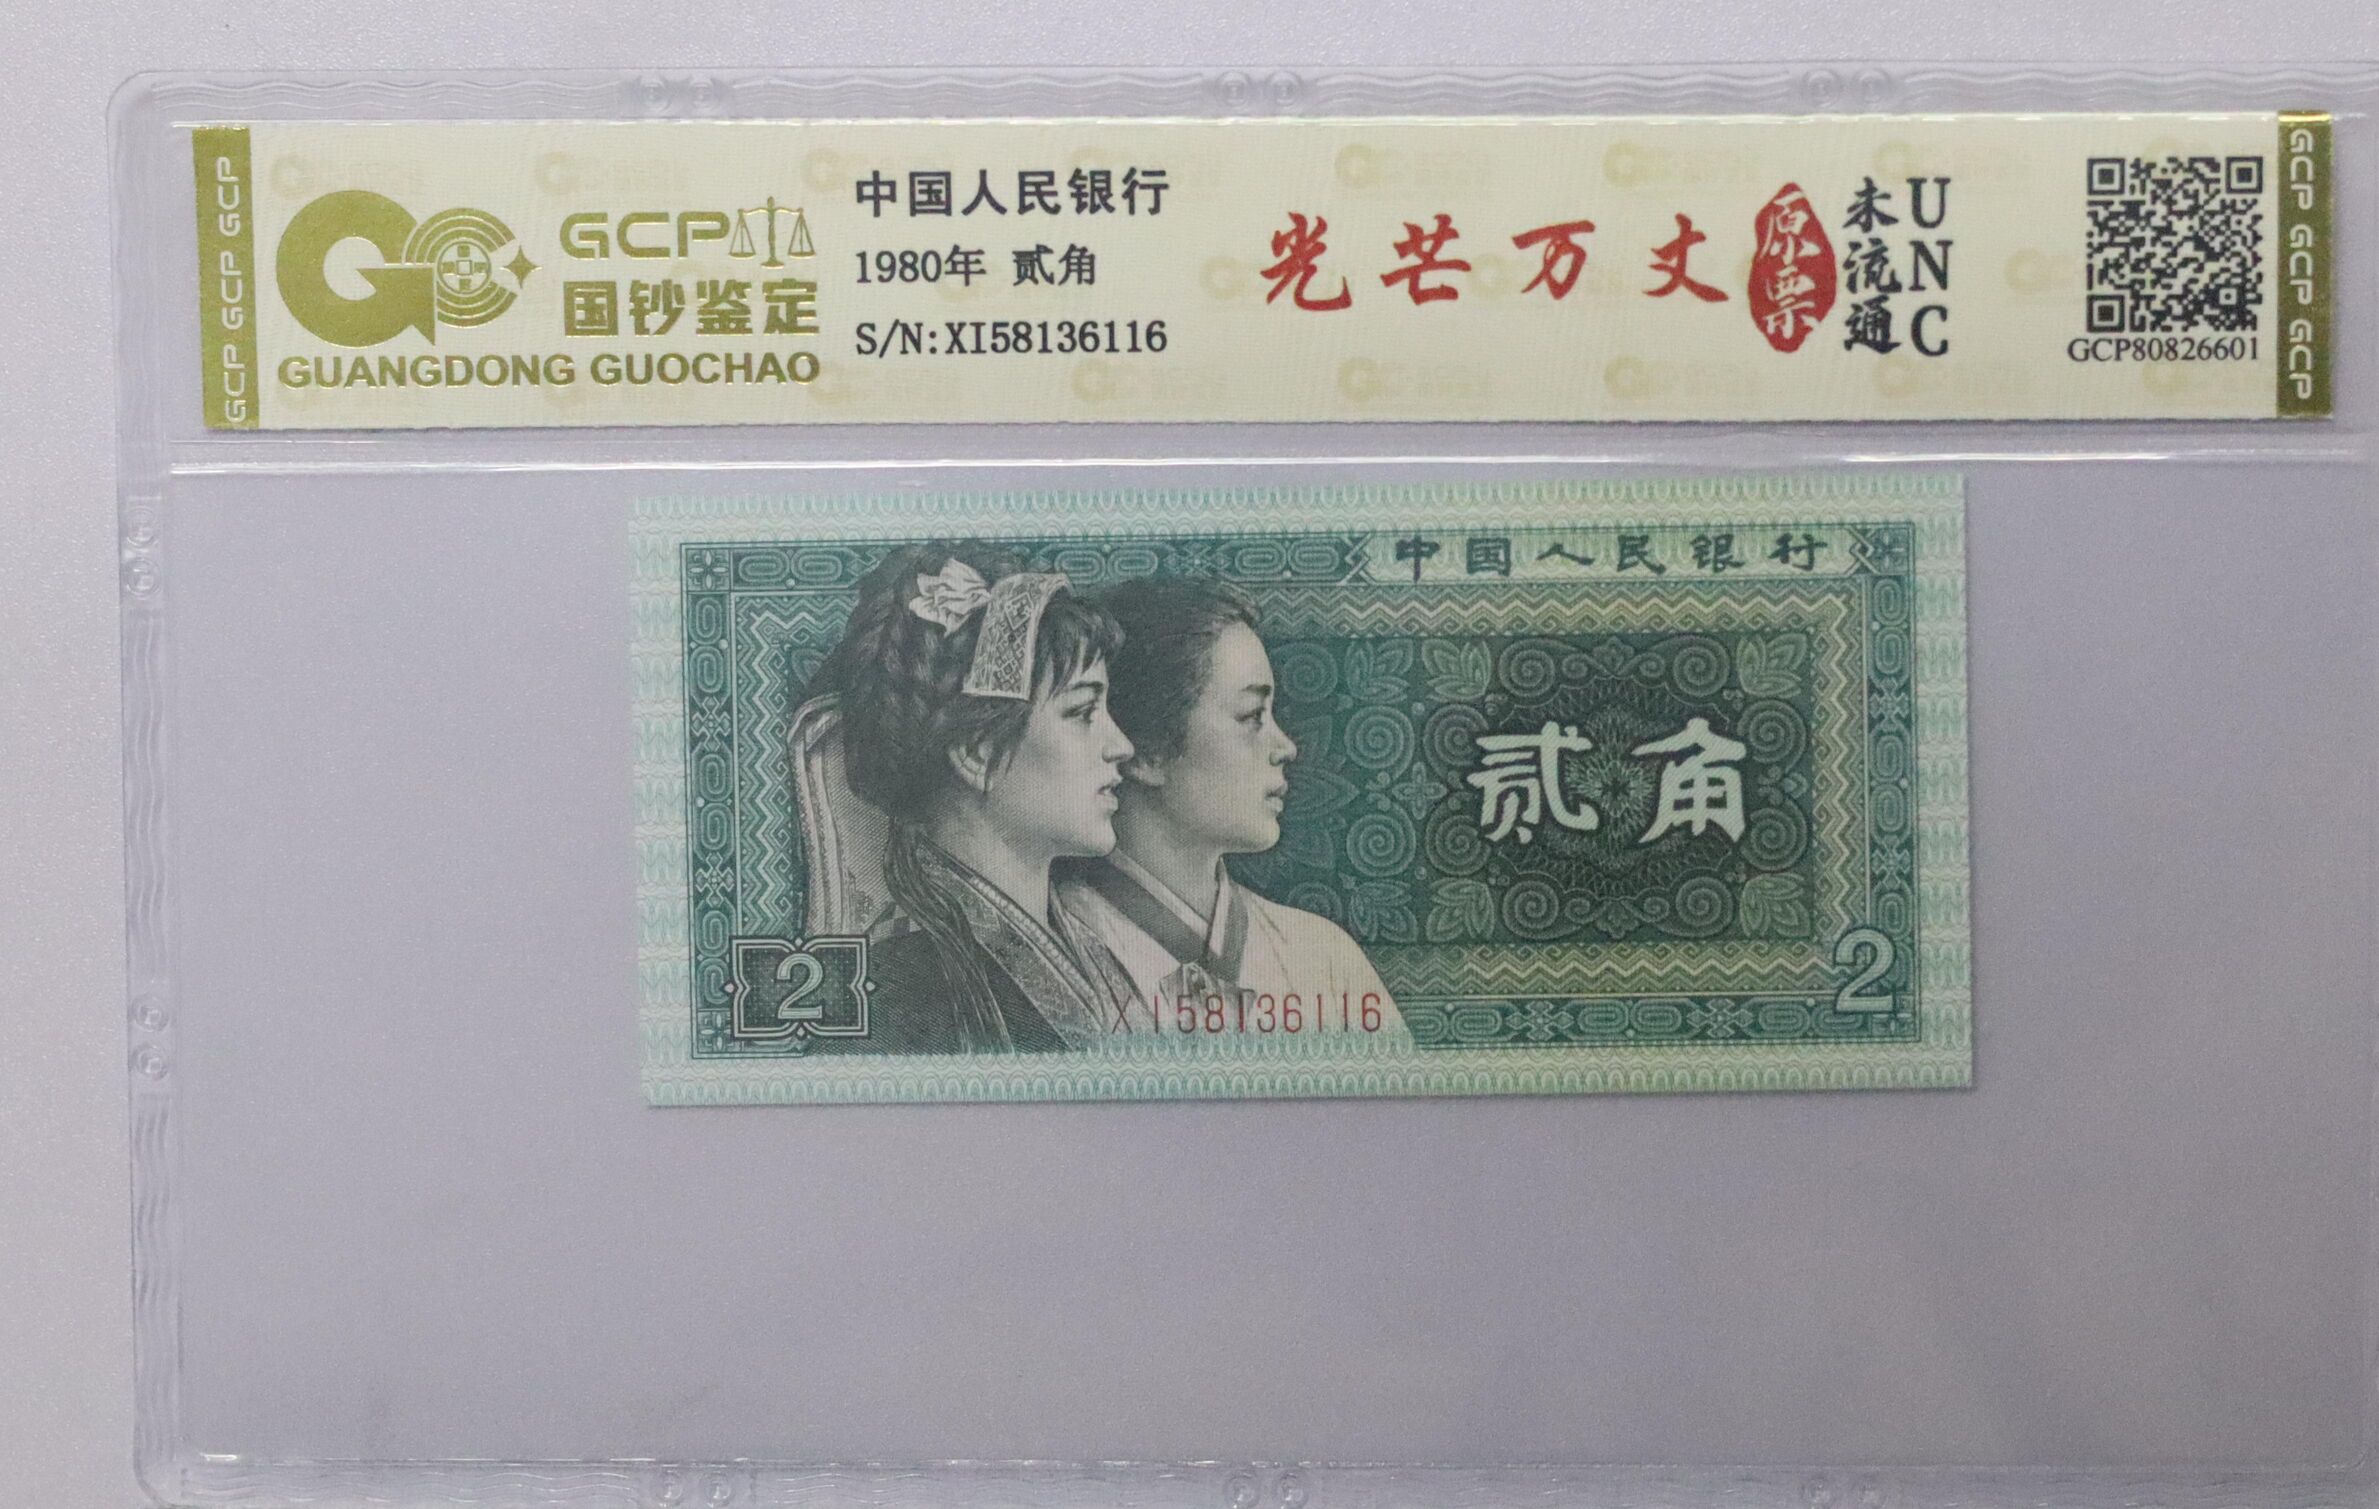 GCP GCP GCP
GCP
国钞鉴定
GUANGDONG GUOCHAO
中国人民银行
1980年 贰角
S/N:XI58136116
光芒万丈
原票
未流通
UNC
GCP80826601
GCP GCP GCP
中国人民银行
贰角
2
2
XI58136116